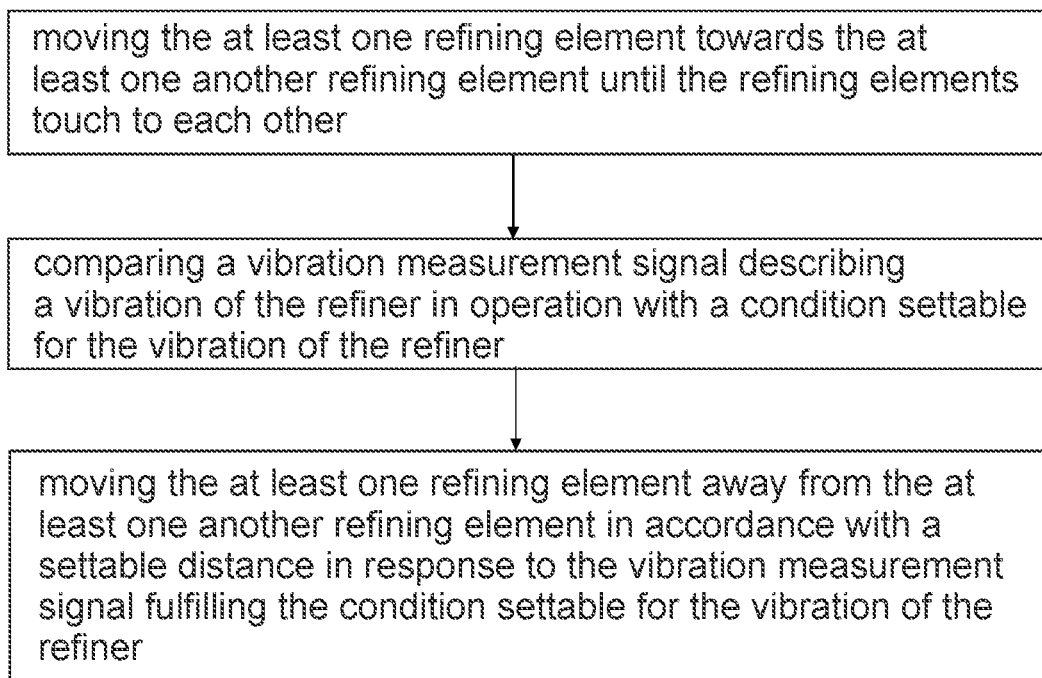 moving the at least one refining element towards the at
least one another refining element until the refining elements
touch to each other
comparing a vibration measurement signal describing
a vibration of the refiner in operation with a condition settable
for the vibration of the refiner
moving the at least one refining element away from the at
least one another refining element in accordance with a
settable distance in response to the vibration measurement
signal fulfilling the condition settable for the vibration of the
refiner